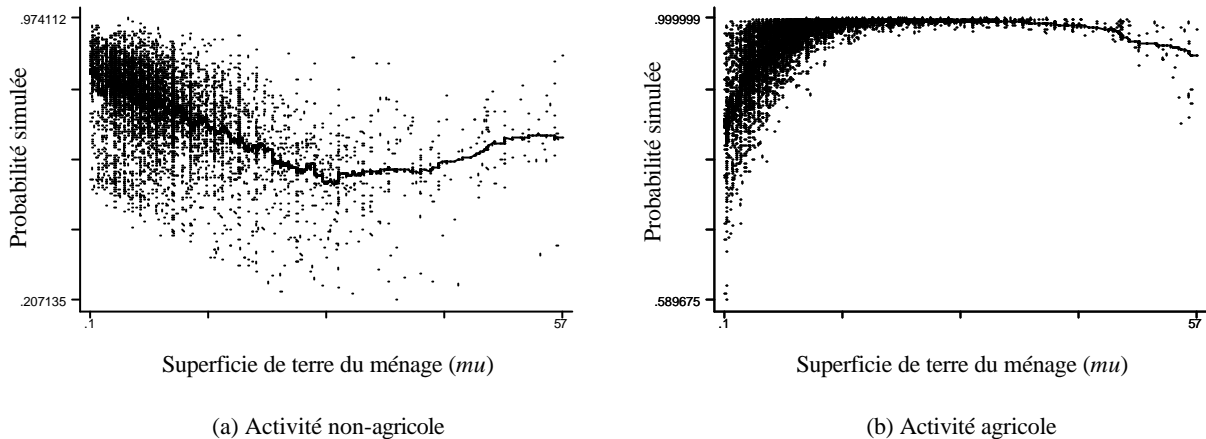 .974112
Probabilité simulée
.207135
.1
57
Superficie de terre du ménage (mu)
(a) Activité non-agricole
.999999
Probabilité simulée
.589675
.1
57
Superficie de terre du ménage (mu)
(b) Activité agricole